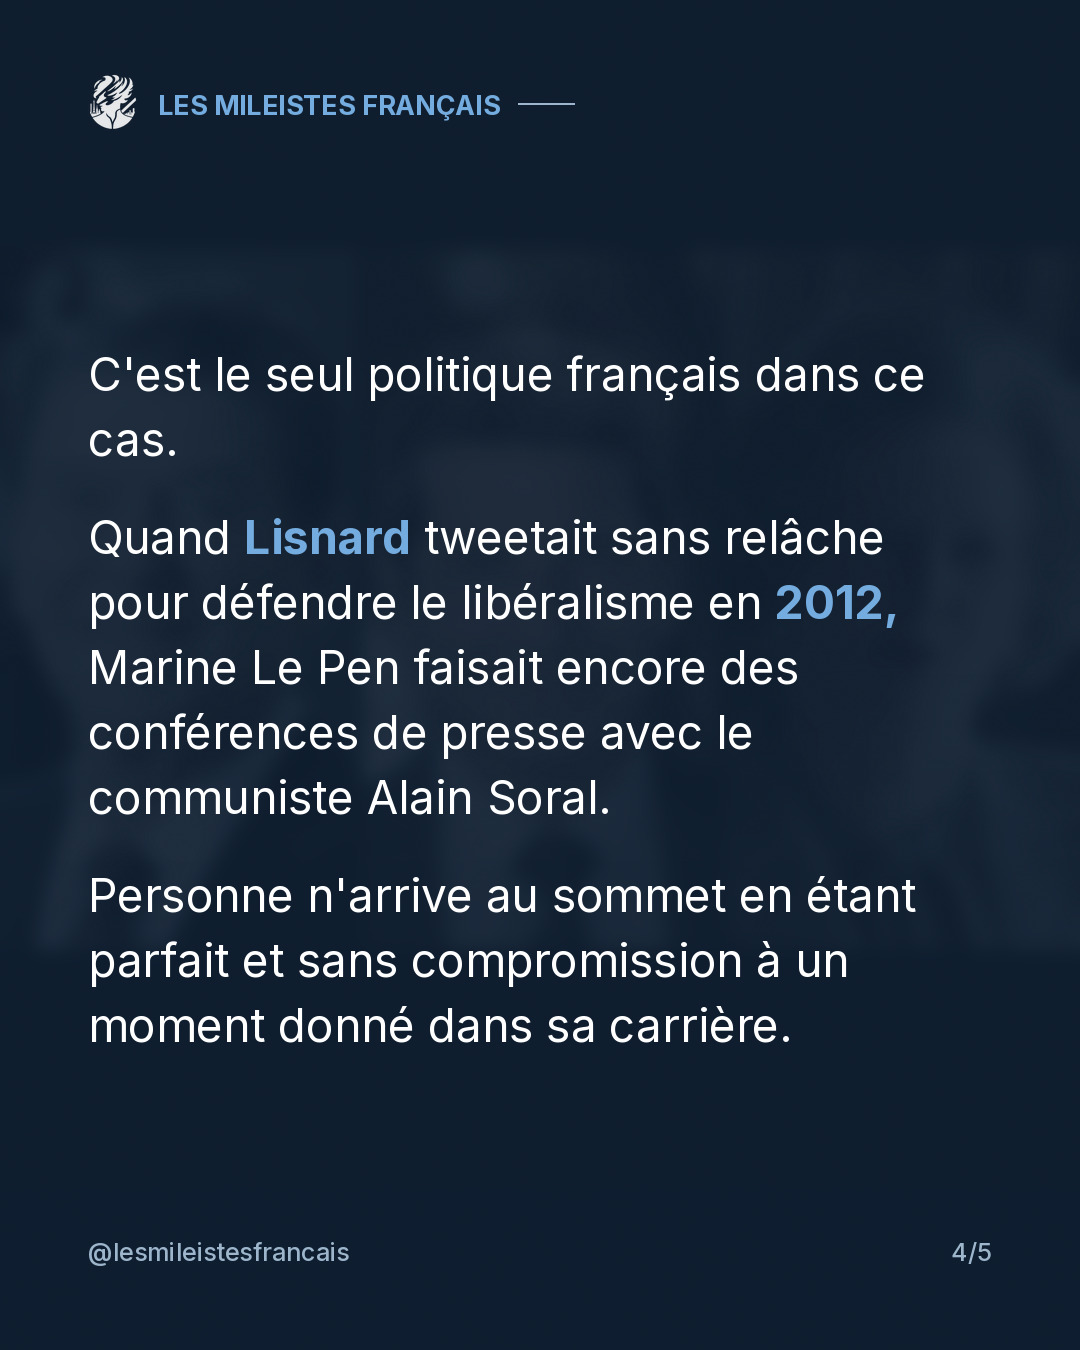 LES MILEISTES FRANÇAIS
C'est le seul politique français dans ce
cas.
Quand Lisnard tweetait sans relâche
pour défendre le libéralisme en 2012,
Marine Le Pen faisait encore des
conférences de presse avec le
communiste Alain Soral.
Personne n'arrive au sommet en étant
parfait et sans compromission à un
moment donné dans sa carrière.
@lesmileistesfrancais
4/5